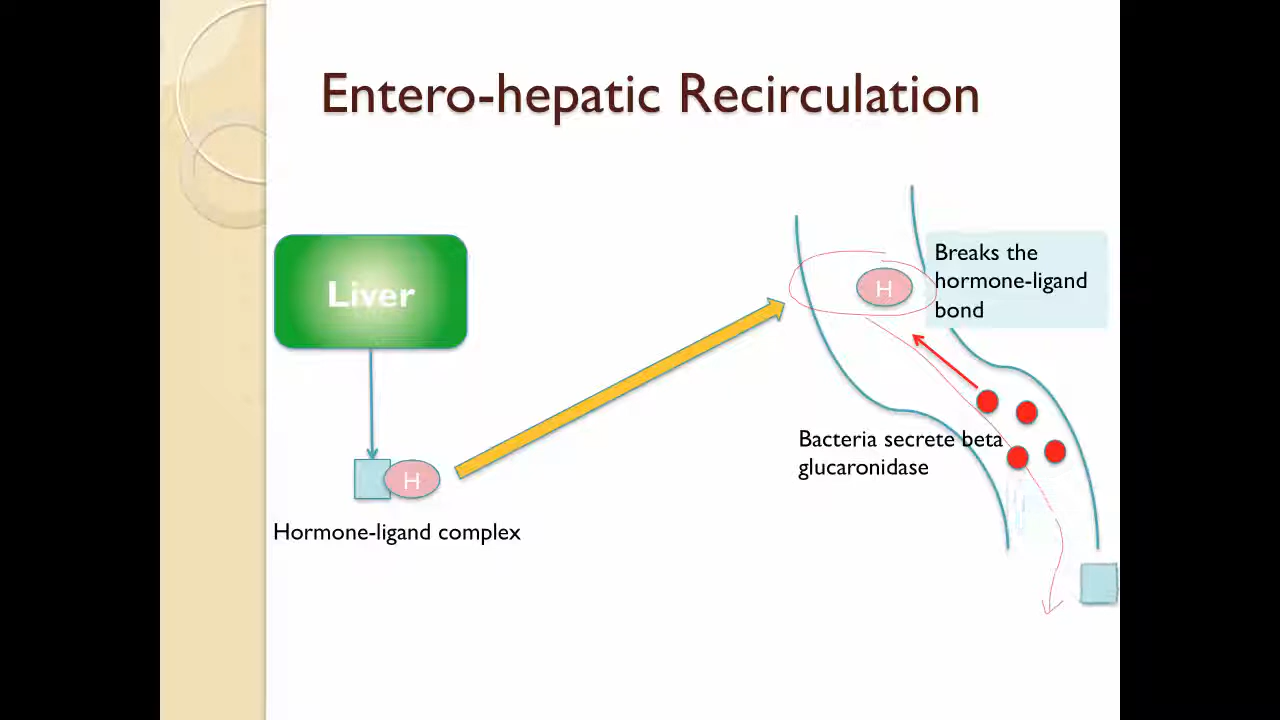 Entero-hepatic Recirculation
Liver
H
Hormone-ligand complex
H
Breaks the
hormone-ligand
bond
Bacteria secrete beta
glucaronidase